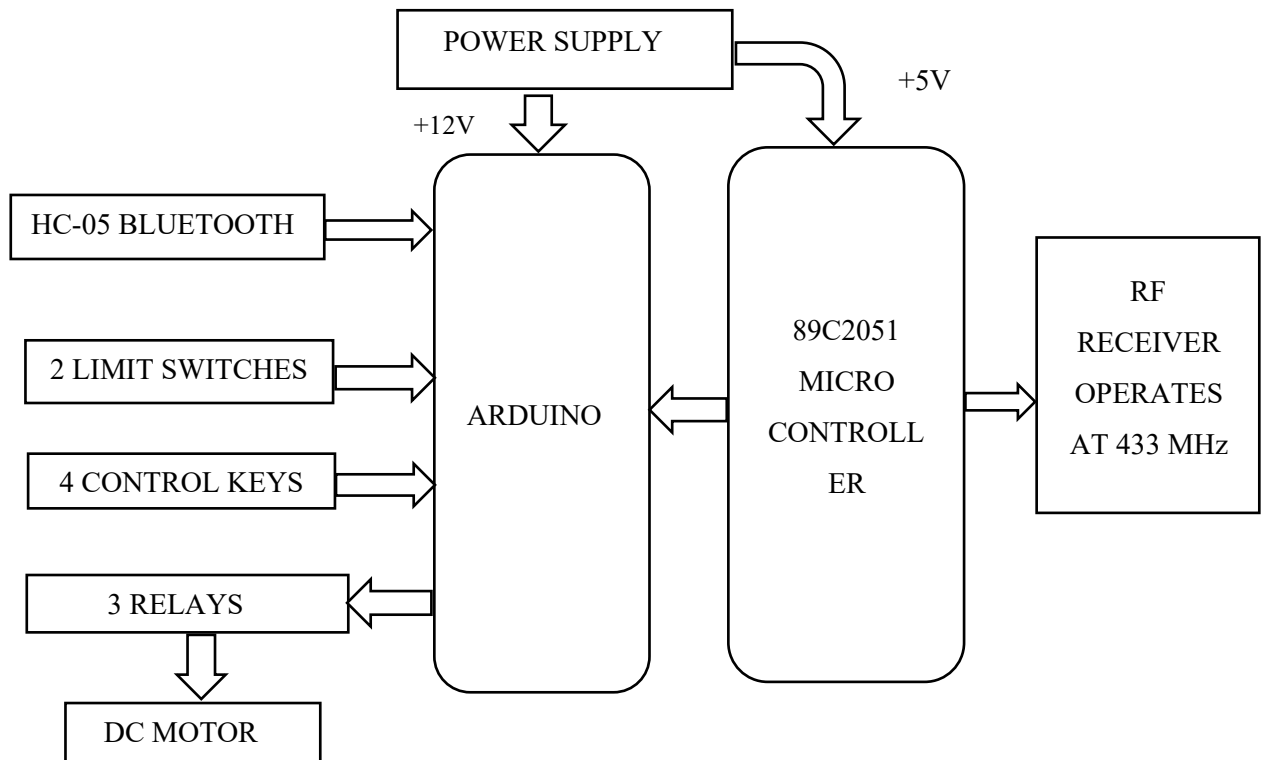 POWER SUPPLY
+5V
+12V
HC-05 BLUETOOTH
2 LIMIT SWITCHES
4 CONTROL KEYS
3 RELAYS
DC MOTOR
ARDUINO
89C2051
MICRO
CONTROLL
ER
RF
RECEIVER
OPERATES
AT 433 MHz